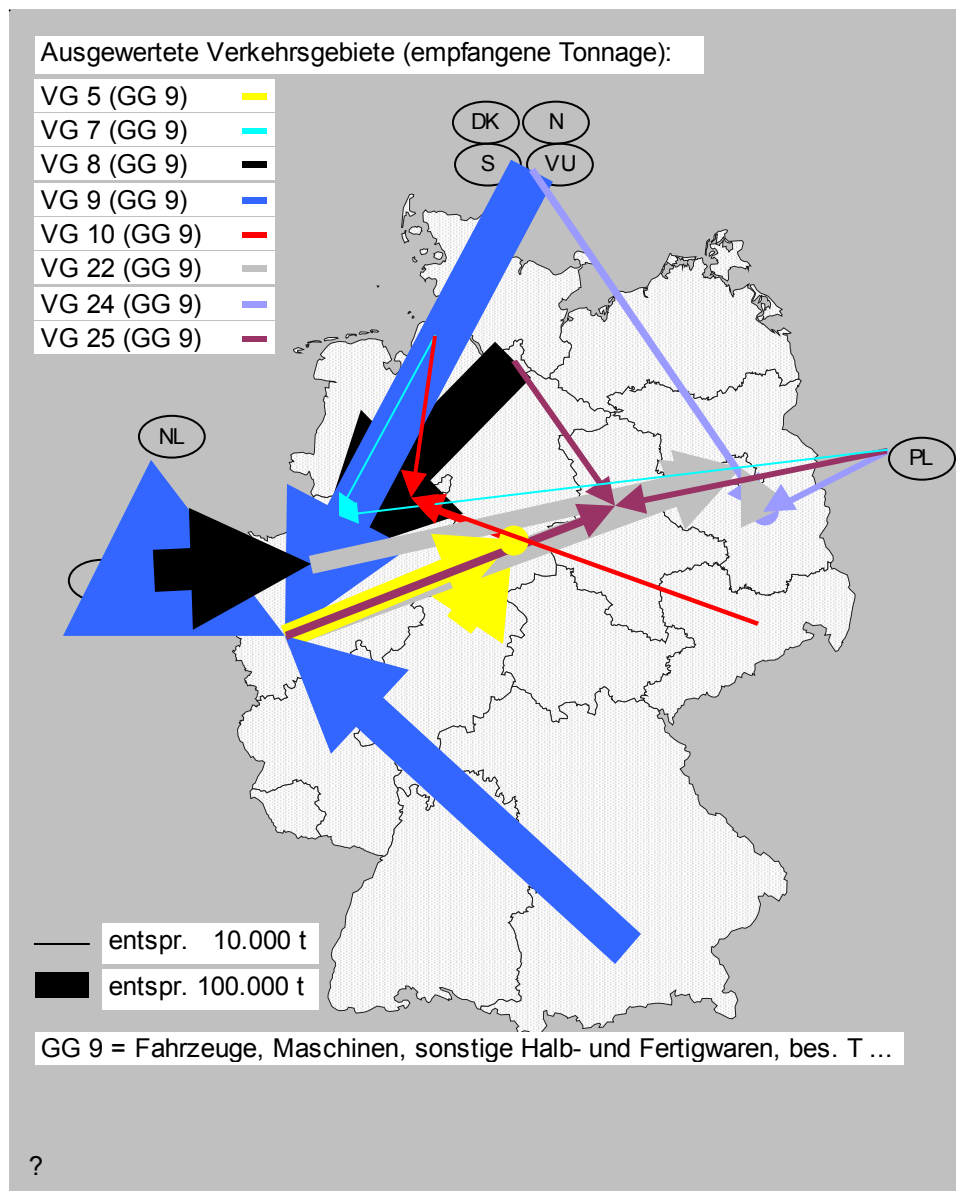 Ausgewertete Verkehrsgebiete (empfangene Tonnage):
VG 5 (GG 9)
VG 7 (GG 9)
VG 8 (GG 9)
VG 9 (GG 9)
VG 10 (GG 9)
VG 22 (GG 9)
VG 24 (GG 9)
VG 25 (GG 9)
DK N
S VU
NL
PL
entspr. 10.000 t
entspr. 100.000 t
GG 9 = Fahrzeuge, Maschinen, sonstige Halb- und Fertigwaren, bes. T ...
?